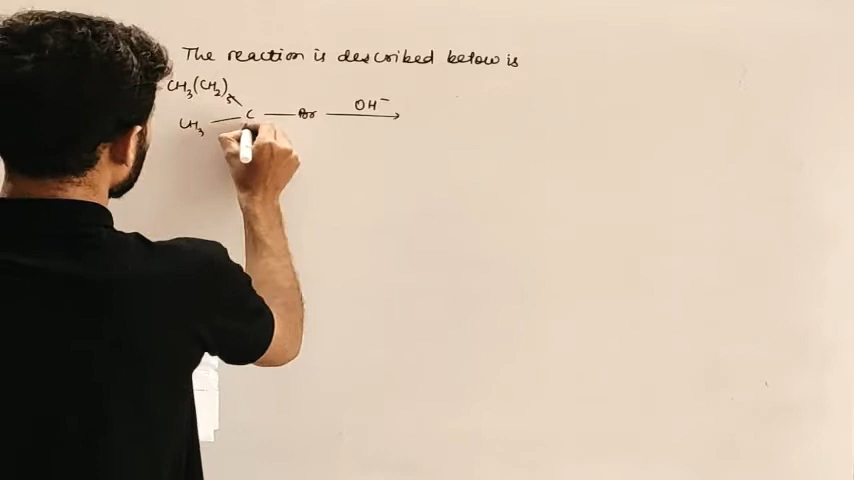 The reaction is described below is
CH₃(CH₂)₅
C — Br OH⁻
CH₃